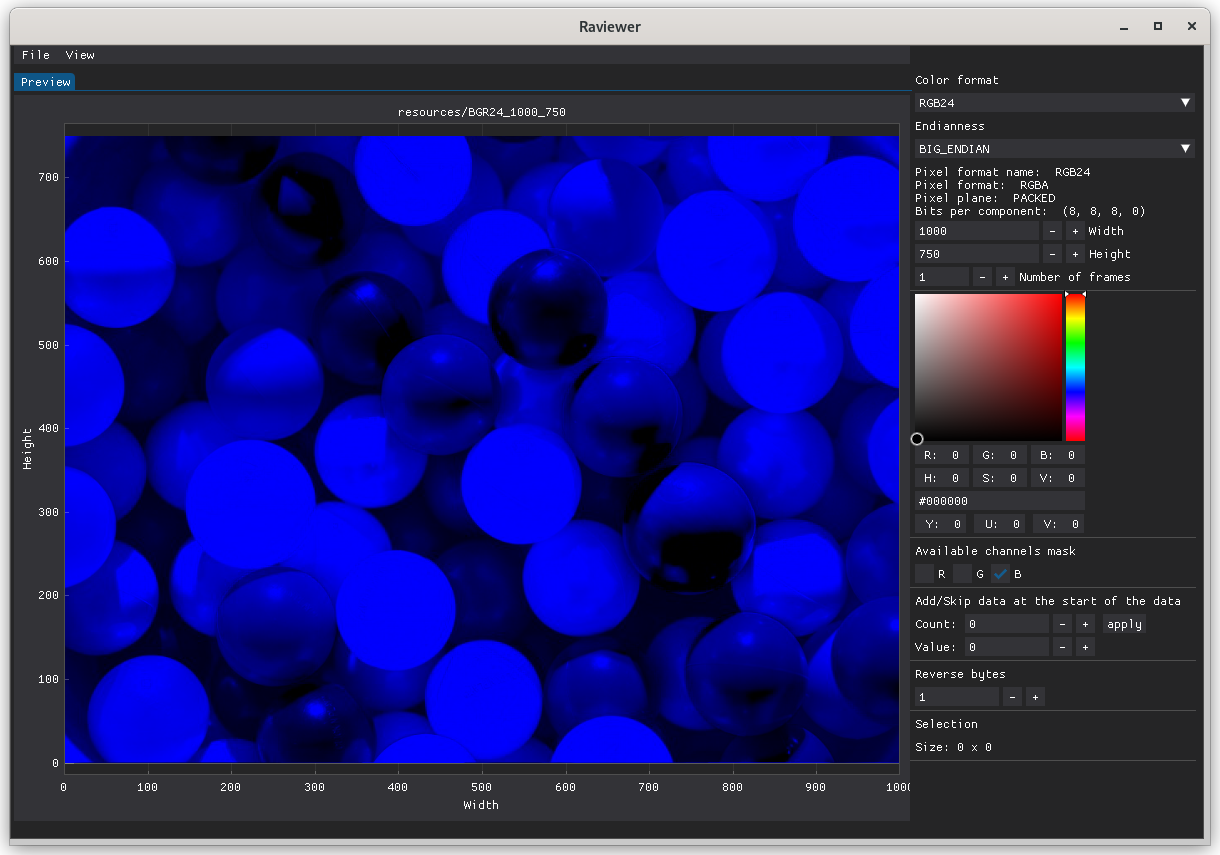 Raviewer
File View
Preview
resources/BGR24_1000_750
700
600
500
400
300
200
100
0
Height
0 100 200 300 400 500 600 700 800 900 1000
Width
Color format
RGB24
Endianness
BIG_ENDIAN
Pixel format name: RGB24
Pixel format: RGBA
Pixel plane: PACKED
Bits per component: (8, 8, 8, 0)
1000 - + Width
750 - + Height
1 - + Number of frames
R: 0 G: 0 B: 0
H: 0 S: 0 V: 0
#000000
Y: 0 U: 0 V: 0
Available channels mask
R G B
Add/Skip data at the start of the data
Count: 0 - + apply
Value: 0 - +
Reverse bytes
1 - +
Selection
Size: 0 x 0